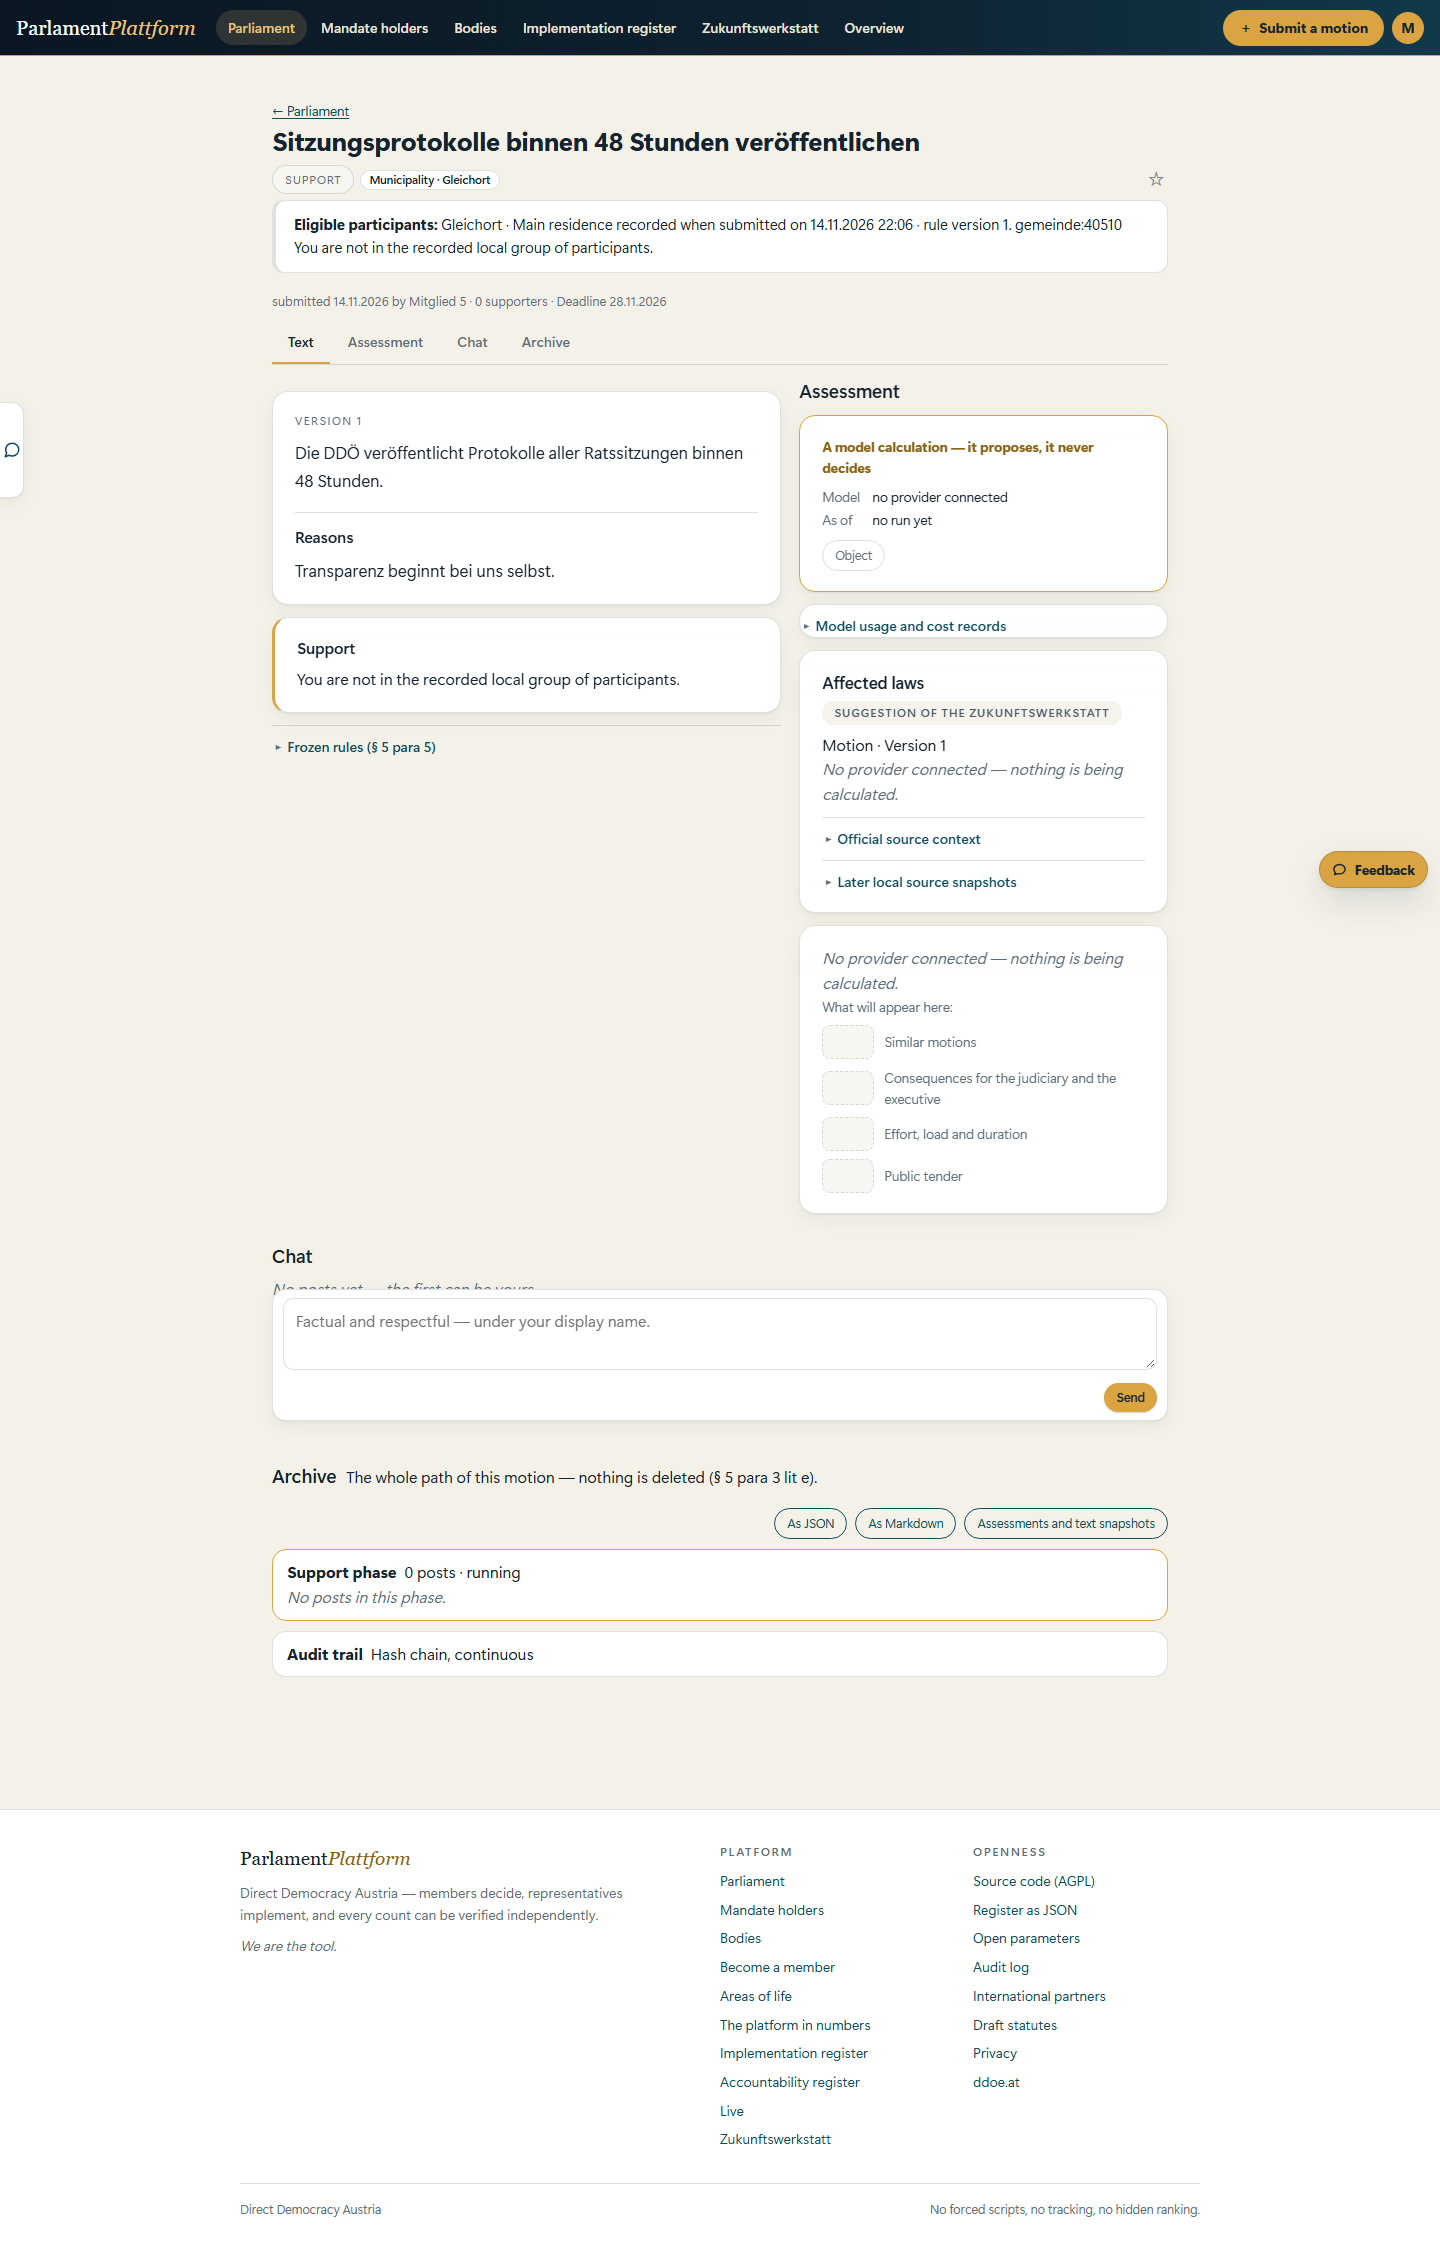 ParlamentPlattform
Parliament
Mandate holders
Bodies
Implementation register
Zukunftswerkstatt
Overview
+ Submit a motion
M
← Parliament
Sitzungsprotokolle binnen 48 Stunden veröffentlichen
SUPPORT
Municipality · Gleichort
☆
Eligible participants: Gleichort · Main residence recorded when submitted on 14.11.2026 22:06 · rule version 1. gemeinde:40510
You are not in the recorded local group of participants.
submitted 14.11.2026 by Mitglied 5 · 0 supporters · Deadline 28.11.2026
Text
Assessment
Chat
Archive
VERSION 1
Die DDÖ veröffentlicht Protokolle aller Ratssitzungen binnen
48 Stunden.
Reasons
Transparenz beginnt bei uns selbst.
Support
You are not in the recorded local group of participants.
▸ Frozen rules (§ 5 para 5)
Assessment
A model calculation — it proposes, it never
decides
Model no provider connected
As of no run yet
Object
▸ Model usage and cost records
Affected laws
SUGGESTION OF THE ZUKUNFTSWERKSTATT
Motion · Version 1
No provider connected — nothing is being
calculated.
▸ Official source context
▸ Later local source snapshots
Feedback
No provider connected — nothing is being
calculated.
What will appear here:
Similar motions
Consequences for the judiciary and the
executive
Effort, load and duration
Public tender
Chat
No posts yet — the first can be yours.
Factual and respectful — under your display name.
Send
Archive The whole path of this motion — nothing is deleted (§ 5 para 3 lit e).
As JSON
As Markdown
Assessments and text snapshots
Support phase 0 posts · running
No posts in this phase.
Audit trail Hash chain, continuous
ParlamentPlattform
Direct Democracy Austria — members decide, representatives
implement, and every count can be verified independently.
We are the tool.
PLATFORM
Parliament
Mandate holders
Bodies
Become a member
Areas of life
The platform in numbers
Implementation register
Accountability register
Live
Zukunftswerkstatt
OPENNESS
Source code (AGPL)
Register as JSON
Open parameters
Audit log
International partners
Draft statutes
Privacy
ddoe.at
Direct Democracy Austria
No forced scripts, no tracking, no hidden ranking.